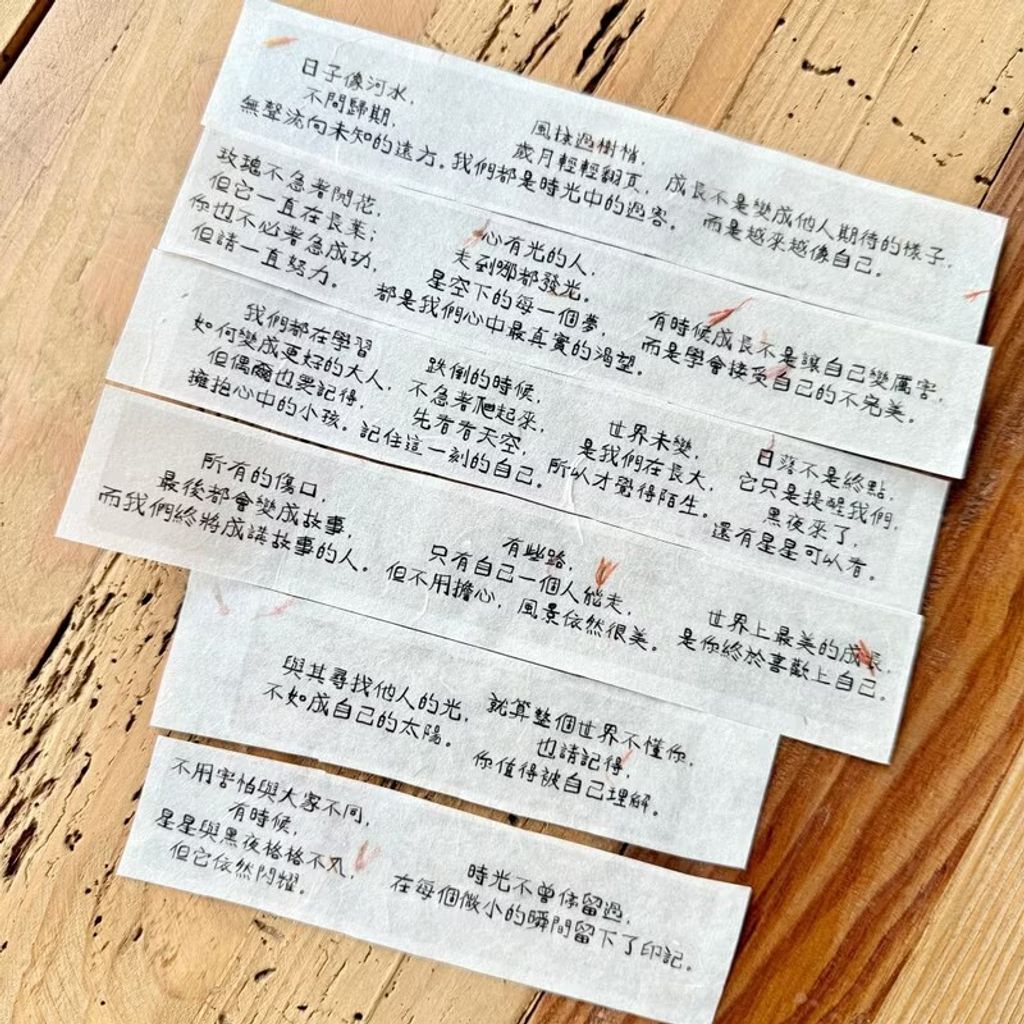 日子像河水，
不問歸期，
無聲流向未知的遠方。
風掠過樹梢，
歲月輕輕翻頁，
我們都是時光中的過客。
成長不是變成他人期待的樣子，
而是越來越像自己。
玫瑰不急著開花，
但它一直在長葉；
你也不必著急成功，
但請一直努力。
心有光的人，
走到哪都發光。
星空下的每一個夢，
都是我們心中最真實的渴望。
有時候成長不是讓自己變厲害，
而是學會接受自己的不完美。
我們都在學習
如何變成更好的大人，
但偶爾也要記得，
擁抱心中的小孩。
跌倒的時候，
不急著爬起來，
先看看天空，
記住這一刻的自己。
世界未變，
是我們在長大，
所以才覺得陌生。
日落不是終點，
它只是提醒我們，
黑夜來了，
還有星星可以看。
所有的傷口，
最後都會變成故事，
而我們終將成講故事的人。
有些路，
只有自己一個人能走，
但不用擔心，風景依然很美。
世界上最美的成長，
是你終於喜歡上自己。
與其尋找他人的光，
不如成自己的太陽。
就算整個世界不懂你，
也請記得，
你值得被自己理解。
不用害怕與大家不同，
有時候，
星星與黑夜格格不入，
但它依然閃耀。
時光不曾停留過，
在每個微小的瞬間留下了印記。